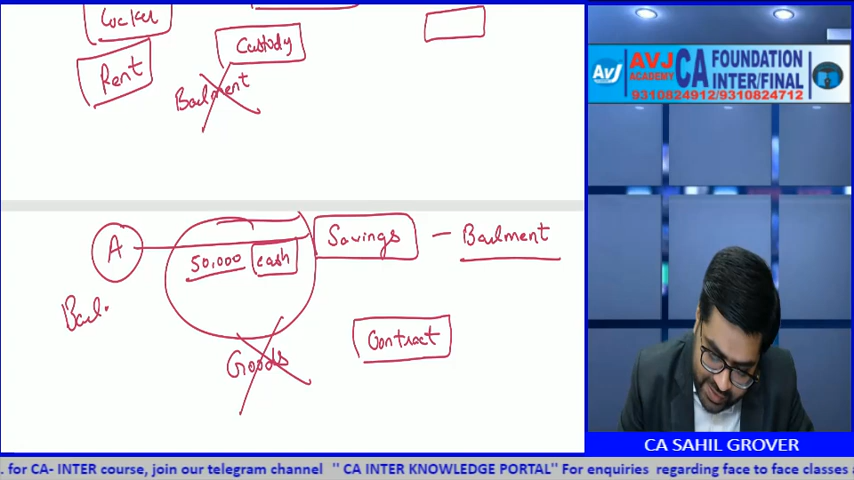 Locker
Custody
Rent
Bailment
A
50,000 cash
Savings - Bailment
Bail
Goods
Contract
AVJ
AVJ
ACADEMY
CA
FOUNDATION
INTER/FINAL
9310824912/9310824712
CA SAHIL GROVER
. for CA- INTER course, join our telegram channel '' CA INTER KNOWLEDGE PORTAL'' For enquiries regarding face to face classes a